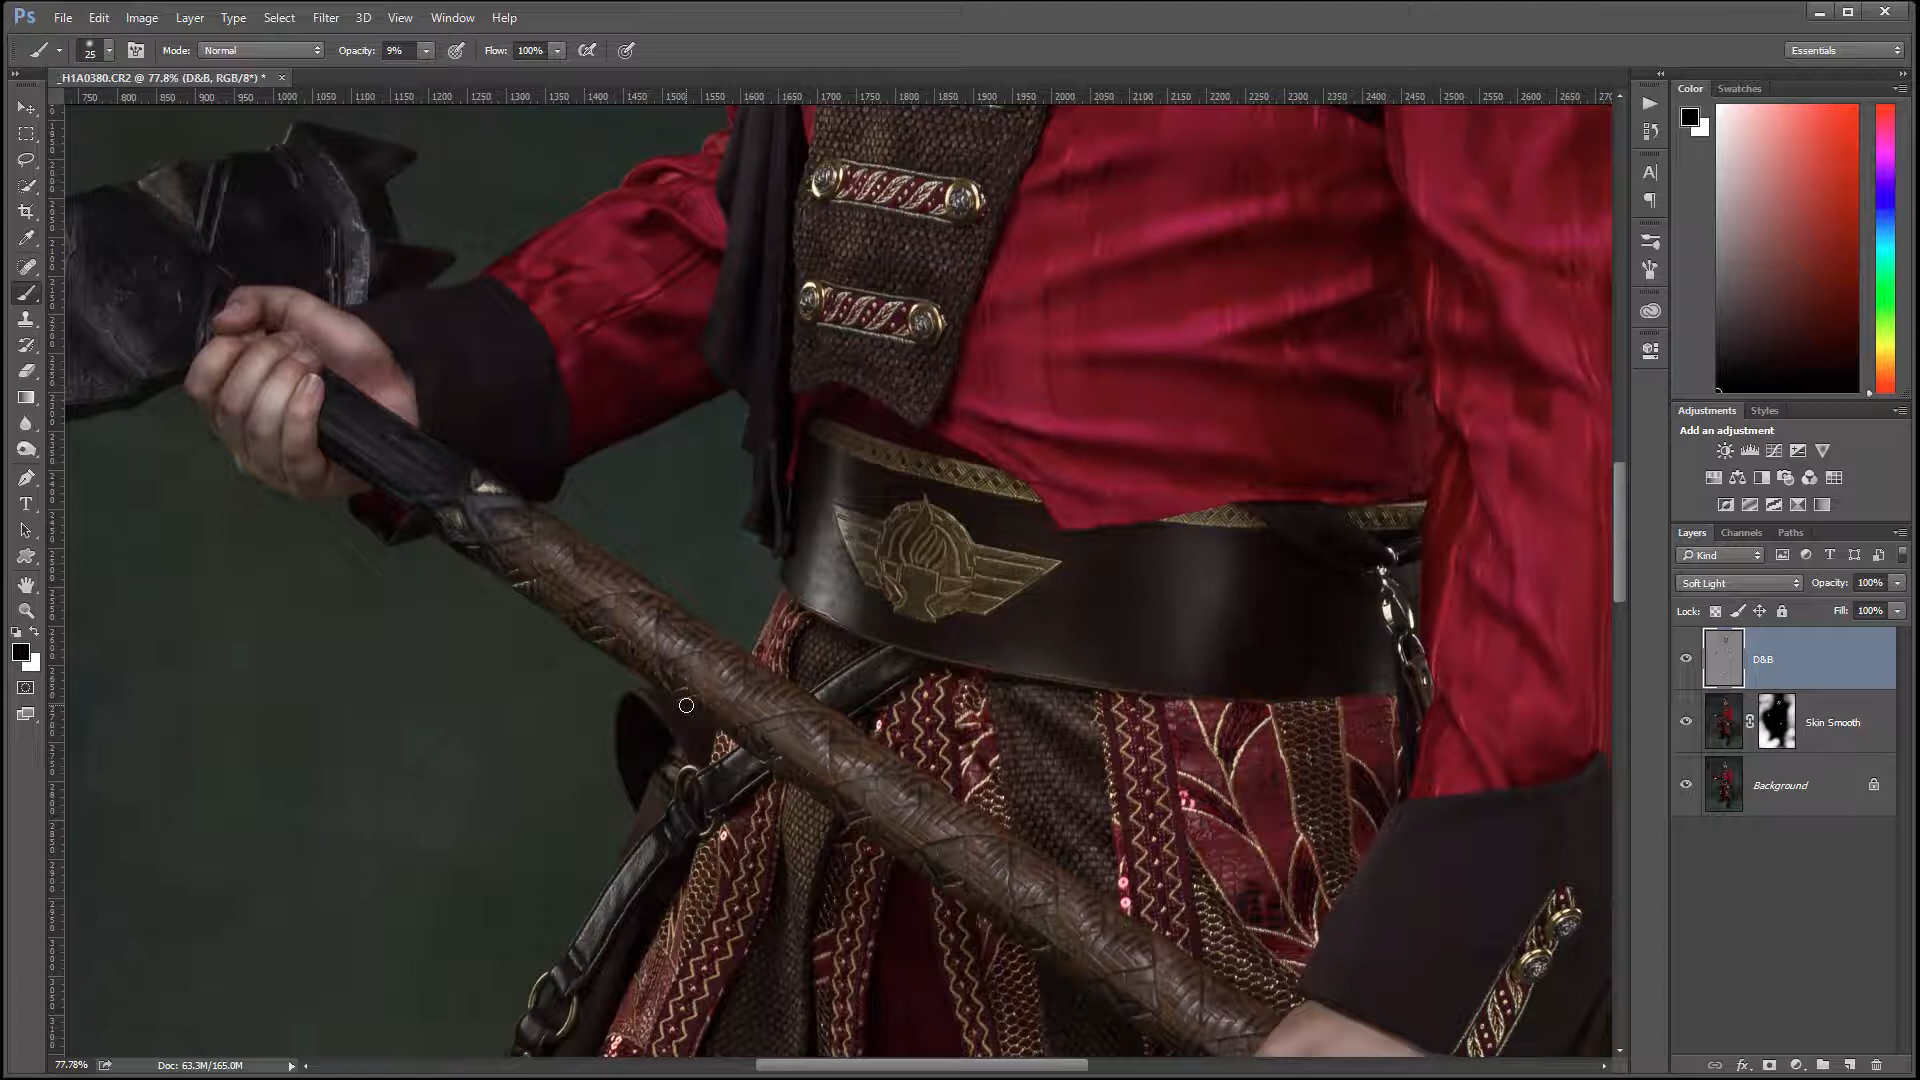 Ps File Edit Image Layer Type Select Filter 3D View Window Help
25 Mode: Normal Opacity: 9% Flow: 100% Essentials
_H1A0380.CR2 @ 77.8% (D&B, RGB/8*) * ×
750 800 850 900 950 1000 1050 1100 1150 1200 1250 1300 1350 1400 1450 1500 1550 1600 1650 1700 1750 1800 1850 1900 1950 2000 2050 2100 2150 2200 2250 2300 2350 2400 2450 2500 2550 2600 2650
Color Swatches
Adjustments Styles
Add an adjustment
Layers Channels Paths
Kind
Soft Light Opacity: 100%
Lock: Fill: 100%
D&B
Skin Smooth
Background
77.78% Doc: 63.3M/165.0M